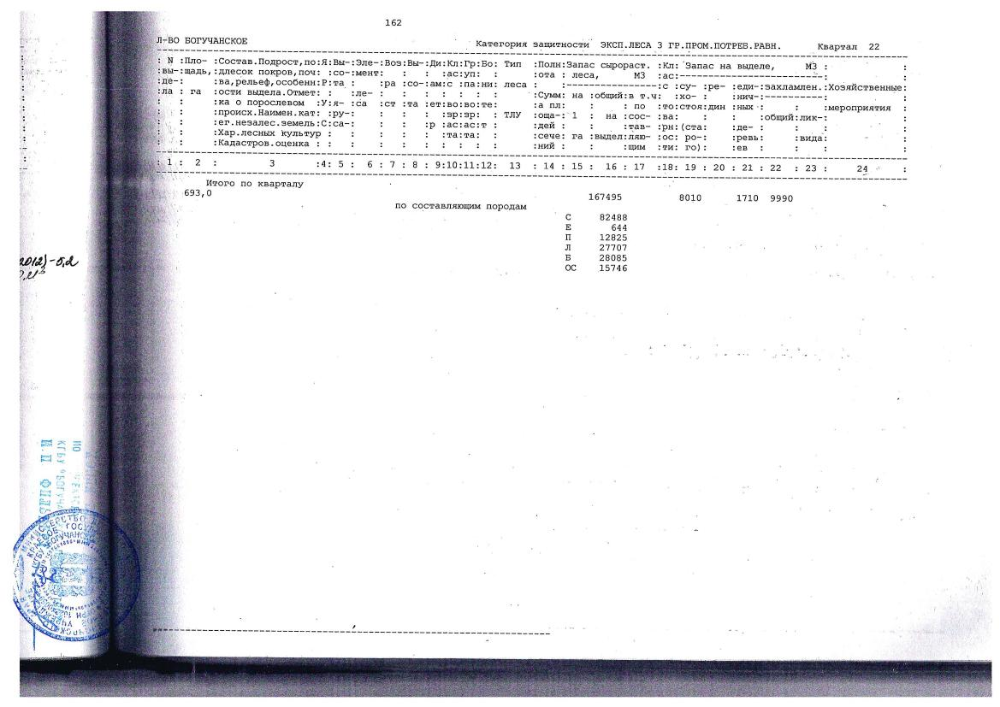 162
Л-ВО БОГУЧАНСКОЕ Категория защитности ЭКСП.ЛЕСА 3 ГР.ПРОМ.ПОТРЕБ.РАВН. Квартал 22
: N :Пло- :Состав.Подрост,по:Я:Вы-:Эле-:Воз:Вы-:Ди:Кл:Гр:Бо: Тип :Полн:Запас сырораст. :Кл: Запас на выделе, М3 : :
:вы-:щадь,:длесок покров,поч: :со-:мент: : : :ас:уп: : :ота : леса, М3 :ас:--------------------------: :
:де-: :ва,рельеф,особенн:Р:та : :ра :со-:ам:с :па:ни: леса : :----------------:с :су- :ре- :еди-:захламлен.:Хозяйственные:
:ла : га :ости выдела.Отмет: : :ле- : : : : : : : :Сумм: на :общий:в т.ч: :хо- : :нич-:----------: :
: : :ка о порослевом :У:я- :са :ст :та :ет:во:во:те: :а пл: : : по :то:стоя:дин :ных : : :мероприятия :
: : :происх.Наимен.кат: :ру-: : : : :зр:зр: : ТЛУ :оща-: 1 : на :сос- :ва: : : :общий:лик-: :
: : :ег.незалес.земель:С:са-: : : :р :ас:ас:т : :дей : : :тав- :рн:(ста: :де- : : : :
: : :Хар.лесных культур : : : : : : :та:та: : :сече: га :выдел:ляю- :ос: ро-: :ревь: :вида: :
: : :Кадастров.оценка : : : : : : : : : : :ний : : :щим :ти: го): :ев : : : :
: 1 : 2 : 3 :4: 5 : 6 : 7 : 8 : 9:10:11:12: 13 : 14 : 15 : 16 : 17 :18: 19 : 20 : 21 : 22 : 23 : 24 :
Итого по кварталу
693,0 167495 8010 1710 9990
по составляющим породам
С 82488
Е 644
П 12825
Л 27707
Б 28085
ОС 15746